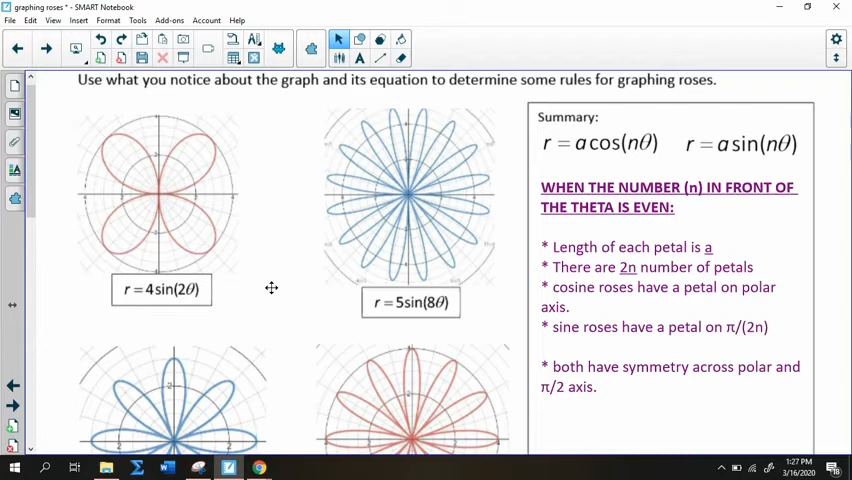 graphing roses * - SMART Notebook
File Edit View Tools Insert Format Add-ons Account Help
Use what you notice about the graph and its equation to determine some rules for graphing roses.
r = 4sin(2θ)
r = 5sin(8θ)
Summary:
r = a cos(nθ) r = a sin(nθ)
WHEN THE NUMBER (n) IN FRONT OF
THE THETA IS EVEN:
* Length of each petal is a
* There are 2n number of petals
* cosine roses have a petal on polar
axis.
* sine roses have a petal on π/(2n)
* both have symmetry across polar and
π/2 axis.
1:27 PM
3/16/2020